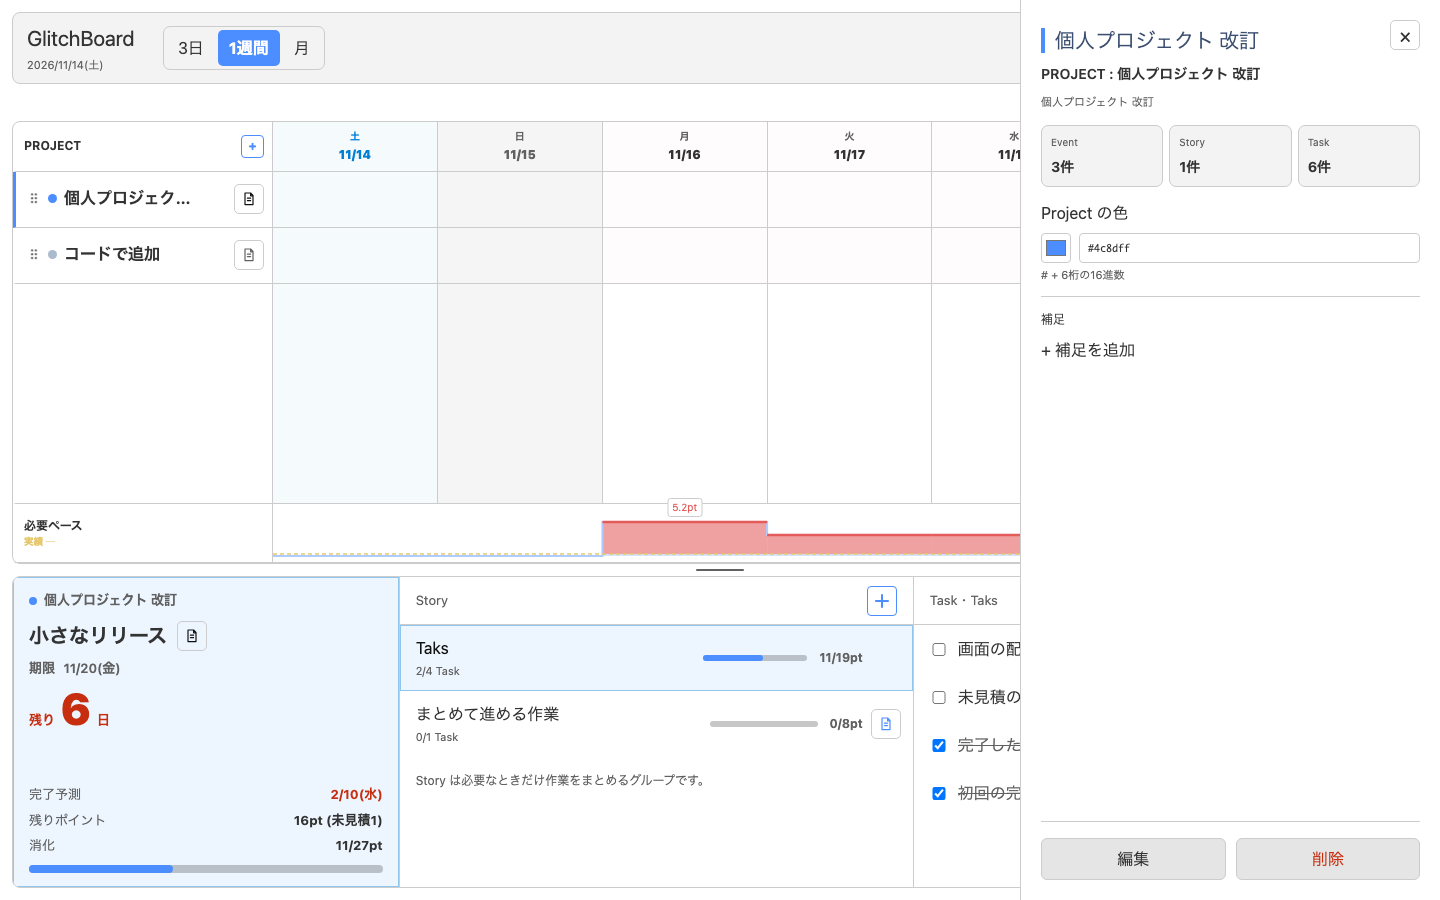 GlitchBoard
2026/11/14(土)
3日
1週間
月
PROJECT
+
土
11/14
日
11/15
月
11/16
火
11/17
水
11/1
個人プロジェク...
コードで追加
必要ペース
実績 —
5.2pt
個人プロジェクト 改訂
小さなリリース
期限 11/20(金)
残り 6 日
完了予測 2/10(水)
残りポイント 16pt (未見積1)
消化 11/27pt
Story
+
Taks
2/4 Task
11/19pt
まとめて進める作業
0/1 Task
0/8pt
Story は必要なときだけ作業をまとめるグループです。
Task・Taks
画面の配
未見積の
完了した
初回の完
個人プロジェクト 改訂
×
PROJECT : 個人プロジェクト 改訂
個人プロジェクト 改訂
Event
3件
Story
1件
Task
6件
Project の色
#4c8dff
# + 6桁の16進数
補足
+ 補足を追加
編集
削除